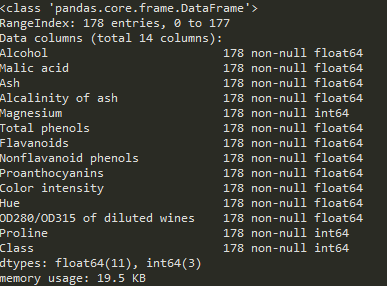 <class 'pandas.core.frame.DataFrame'>
RangeIndex: 178 entries, 0 to 177
Data columns (total 14 columns):
Alcohol                         178 non-null float64
Malic acid                      178 non-null float64
Ash                             178 non-null float64
Alcalinity of ash               178 non-null float64
Magnesium                       178 non-null int64
Total phenols                   178 non-null float64
Flavanoids                      178 non-null float64
Nonflavanoid phenols            178 non-null float64
Proanthocyanins                 178 non-null float64
Color intensity                 178 non-null float64
Hue                             178 non-null float64
OD280/OD315 of diluted wines    178 non-null float64
Proline                         178 non-null int64
Class                           178 non-null int64
dtypes: float64(11), int64(3)
memory usage: 19.5 KB